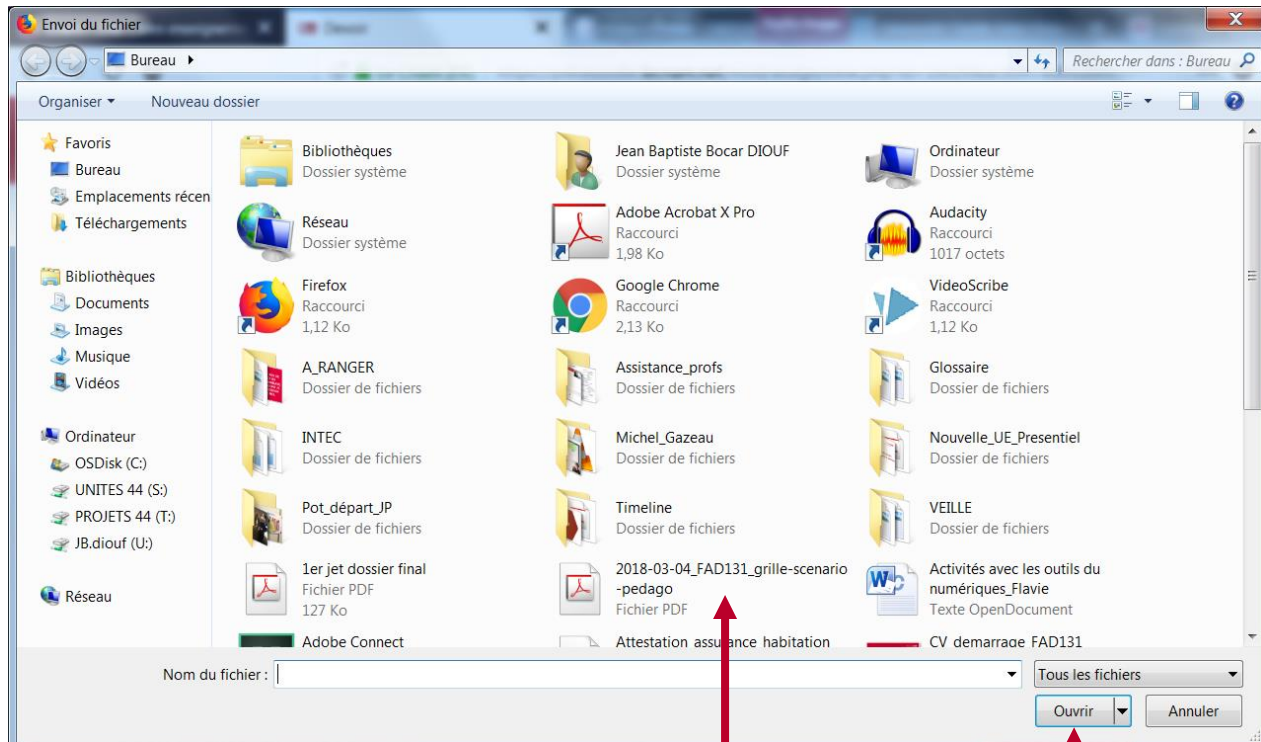 Envoi du fichier
Bureau
Rechercher dans : Bureau
Organiser
Nouveau dossier
Favoris
Bureau
Emplacements récen
Téléchargements
Bibliothèques
Documents
Images
Musique
Vidéos
Ordinateur
OSDisk (C:)
UNITES 44 (S:)
PROJETS 44 (T:)
JB.diouf (U:)
Réseau
Bibliothèques
Dossier système
Jean Baptiste Bocar DIOUF
Dossier système
Ordinateur
Dossier système
Réseau
Dossier système
Adobe Acrobat X Pro
Raccourci
1,98 Ko
Audacity
Raccourci
1017 octets
Firefox
Raccourci
1,12 Ko
Google Chrome
Raccourci
2,13 Ko
VideoScribe
Raccourci
1,12 Ko
A_RANGER
Dossier de fichiers
Assistance_profs
Dossier de fichiers
Glossaire
Dossier de fichiers
INTEC
Dossier de fichiers
Michel_Gazeau
Dossier de fichiers
Nouvelle_UE_Presentiel
Dossier de fichiers
Pot_départ_JP
Dossier de fichiers
Timeline
Dossier de fichiers
VEILLE
Dossier de fichiers
1er jet dossier final
Fichier PDF
127 Ko
2018-03-04_FAD131_grille-scenario
-pedago
Fichier PDF
Activités avec les outils du
numériques_Flavie
Texte OpenDocument
Adobe Connect
Attestation assurance habitation
CV demarrage FAD131
Nom du fichier :
Tous les fichiers
Ouvrir
Annuler